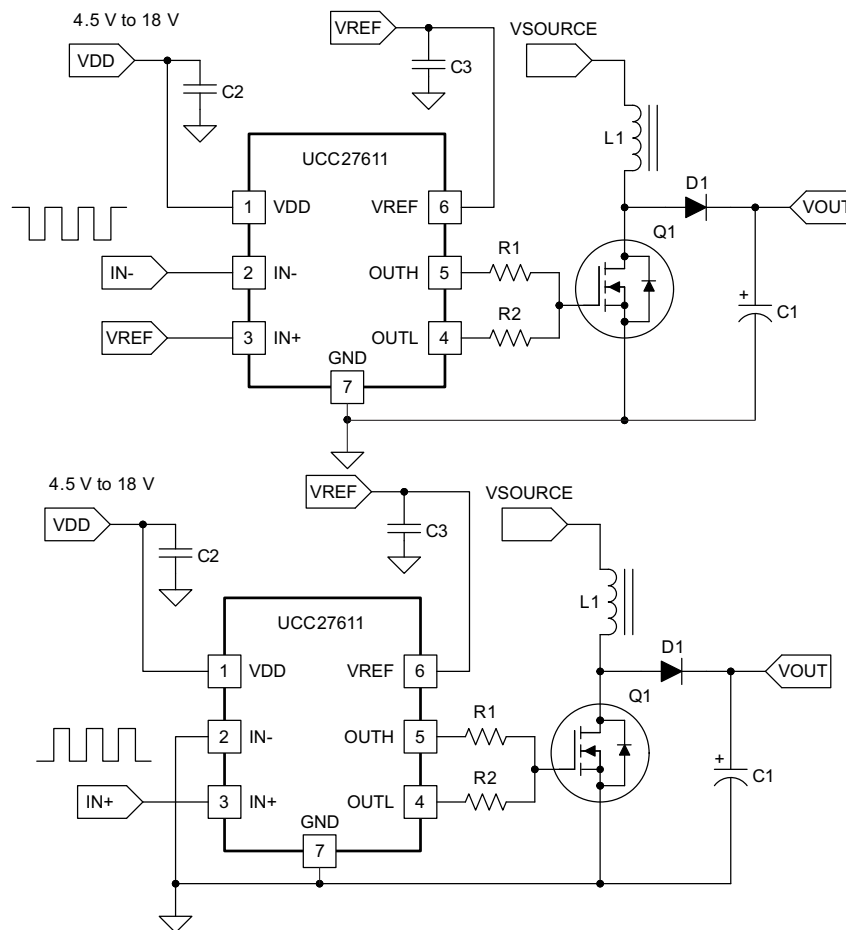 4.5 V to 18 V
VREF
VSOURCE
VDD
C3
C2
L1
UCC27611
D1
1 VDD
VREF 6
VOUT
Q1
R1
IN-
2 IN-
OUTH 5
+
C1
R2
VREF
3 IN+
OUTL 4
GND
7
4.5 V to 18 V
VREF
VSOURCE
VDD
C3
C2
L1
UCC27611
D1
1 VDD
VREF 6
VOUT
Q1
R1
2 IN-
OUTH 5
+
C1
R2
IN+
3 IN+
OUTL 4
GND
7